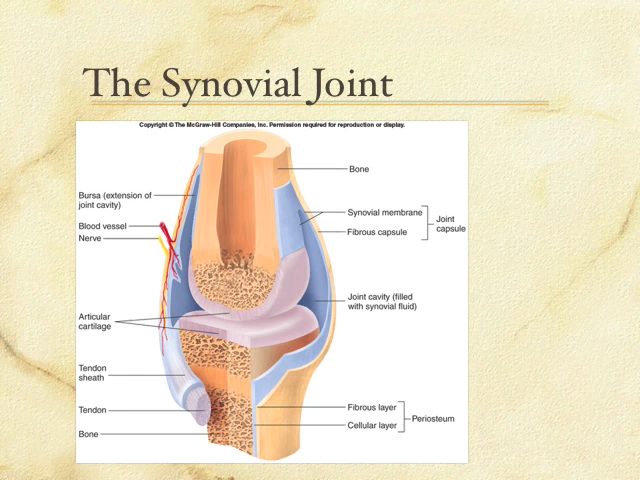 The Synovial Joint
Copyright © The McGraw-Hill Companies, Inc. Permission required for reproduction or display.
Bone
Bursa (extension of
joint cavity)
Synovial membrane
Joint
capsule
Blood vessel
Fibrous capsule
Nerve
Joint cavity (filled
with synovial fluid)
Articular
cartilage
Tendon
sheath
Tendon
Fibrous layer
Periosteum
Cellular layer
Bone